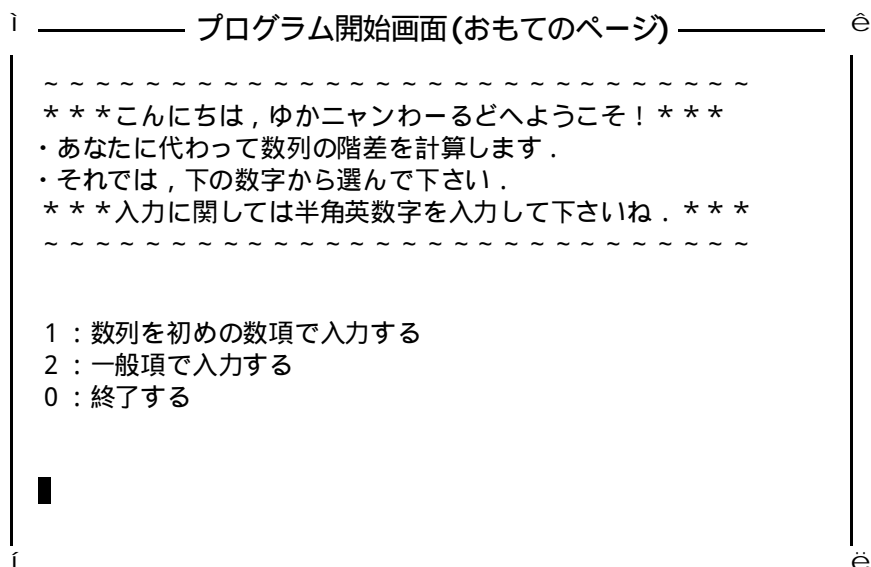 ì プログラム開始画面(おもてのページ) ê
~~~~~~~~~~~~~~~~~~~~~~~~~~~~
***こんにちは,ゆかニャンわーるどへようこそ!***
・あなたに代わって数列の階差を計算します.
・それでは,下の数字から選んで下さい.
***入力に関しては半角英数字を入力して下さいね.***
~~~~~~~~~~~~~~~~~~~~~~~~~~~~
1:数列を初めの数項で入力する
2:一般項で入力する
0:終了する
í ë